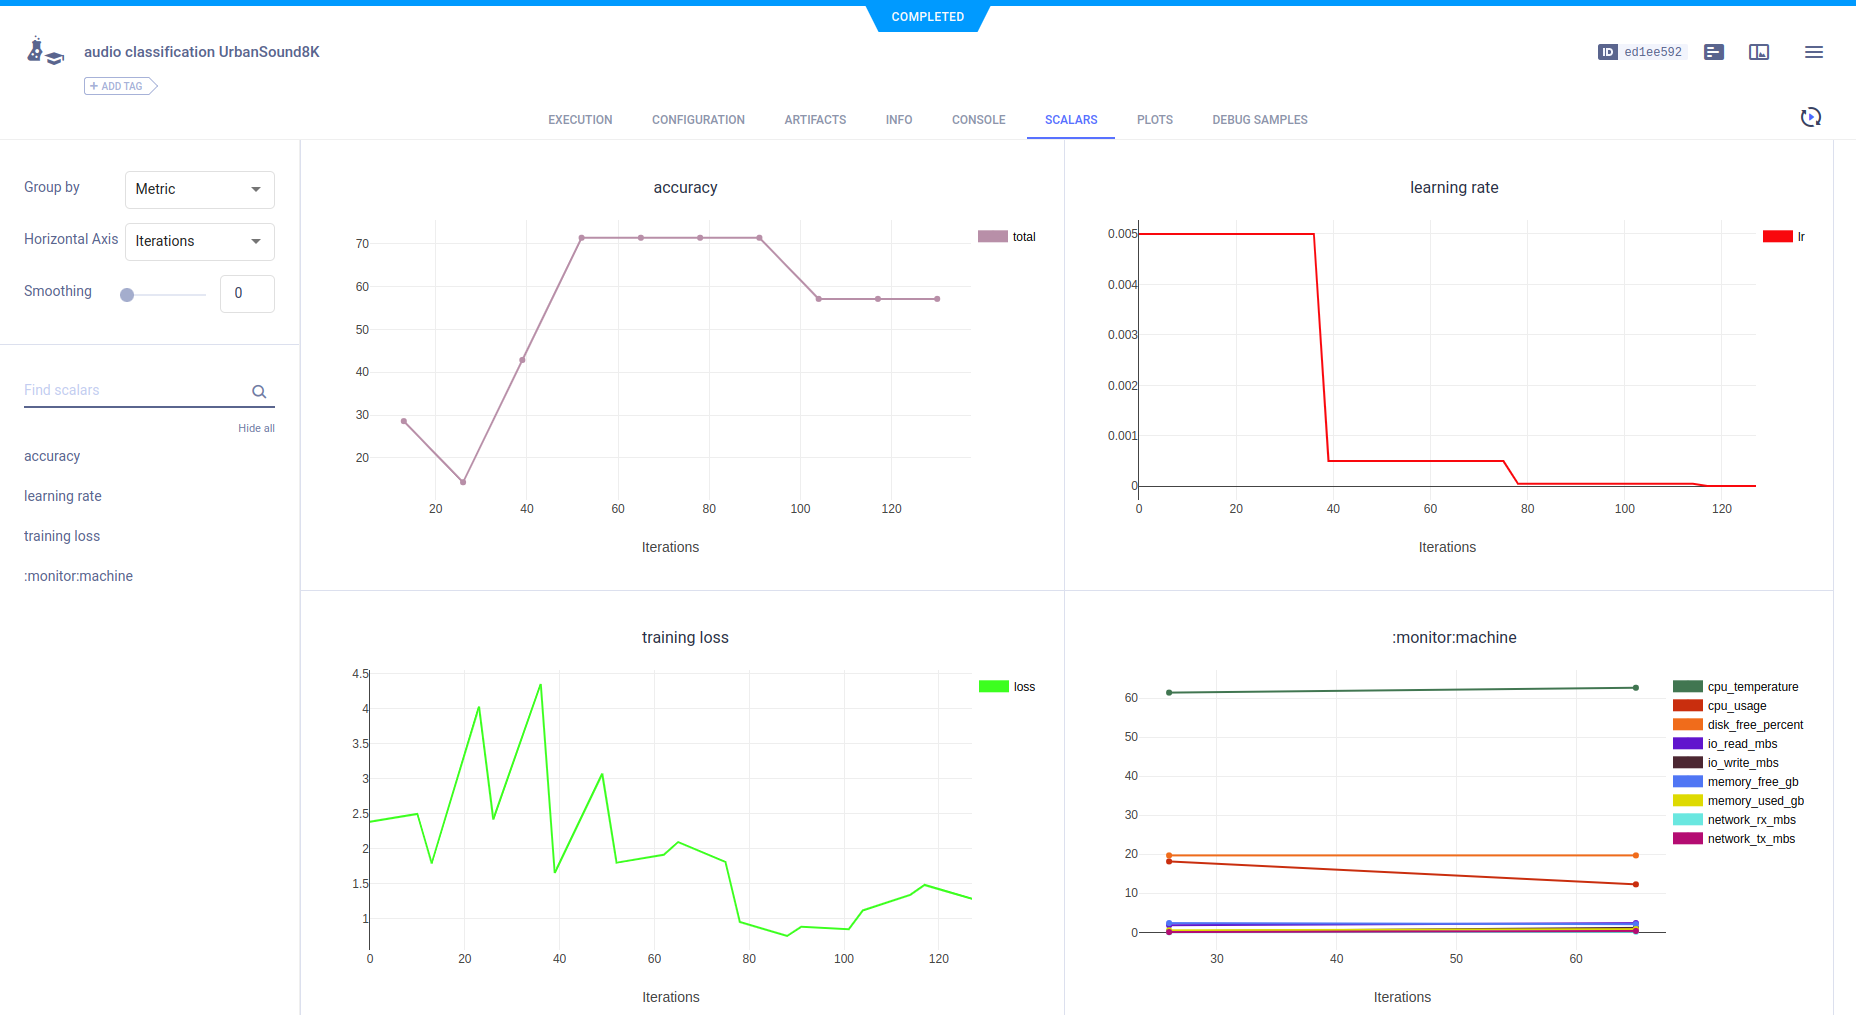 COMPLETED
audio classification UrbanSound8K
ID ed1ee592
+ ADD TAG
EXECUTION CONFIGURATION ARTIFACTS INFO CONSOLE SCALARS PLOTS DEBUG SAMPLES
Group by Metric
Horizontal Axis Iterations
Smoothing 0
Find scalars
Hide all
accuracy
learning rate
training loss
:monitor:machine
accuracy
total
70
60
50
40
30
20
20 40 60 80 100 120
Iterations
learning rate
lr
0.005
0.004
0.003
0.002
0.001
0
0 20 40 60 80 100 120
Iterations
training loss
loss
4.5
4
3.5
3
2.5
2
1.5
1
0 20 40 60 80 100 120
Iterations
:monitor:machine
60
50
40
30
20
10
0
30 40 50 60
Iterations
cpu_temperature
cpu_usage
disk_free_percent
io_read_mbs
io_write_mbs
memory_free_gb
memory_used_gb
network_rx_mbs
network_tx_mbs